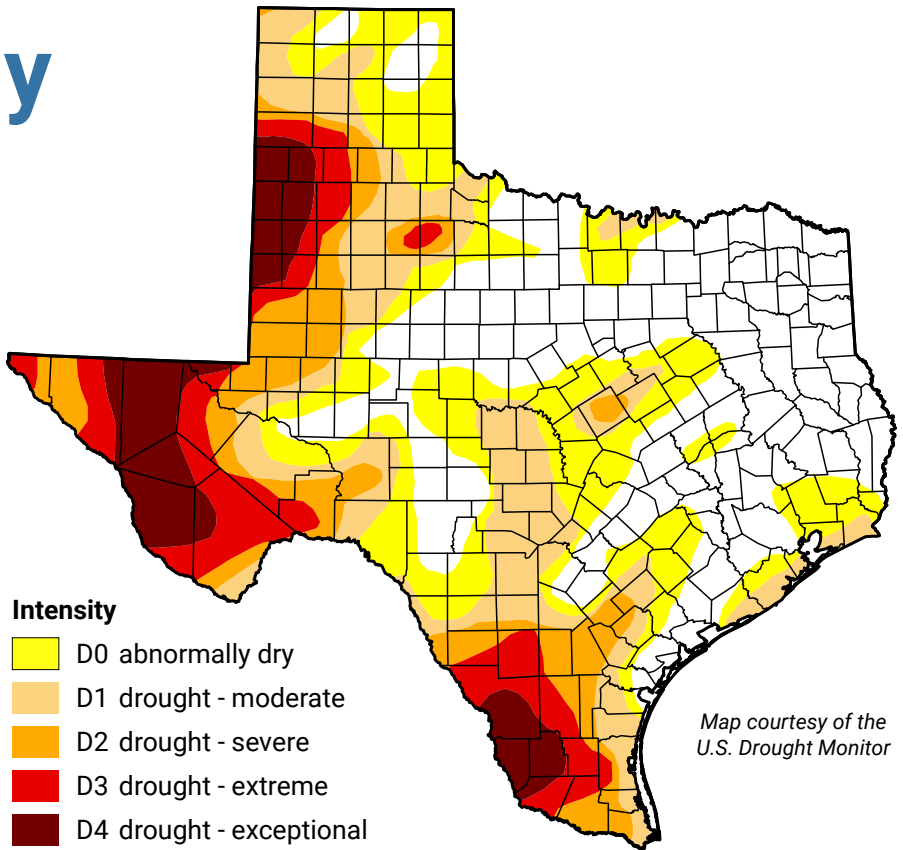 y
Intensity
D0 abnormally dry
D1 drought - moderate
D2 drought - severe
D3 drought - extreme
D4 drought - exceptional
Map courtesy of the
U.S. Drought Monitor